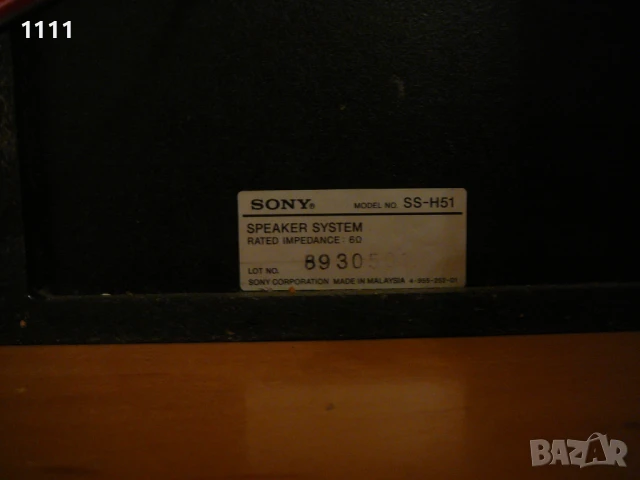 1111
SONY® MODEL NO. SS-H51
SPEAKER SYSTEM
RATED IMPEDANCE: 6Ω
LOT NO. 8930
SONY CORPORATION MADE IN MALAYSIA
BAZAR